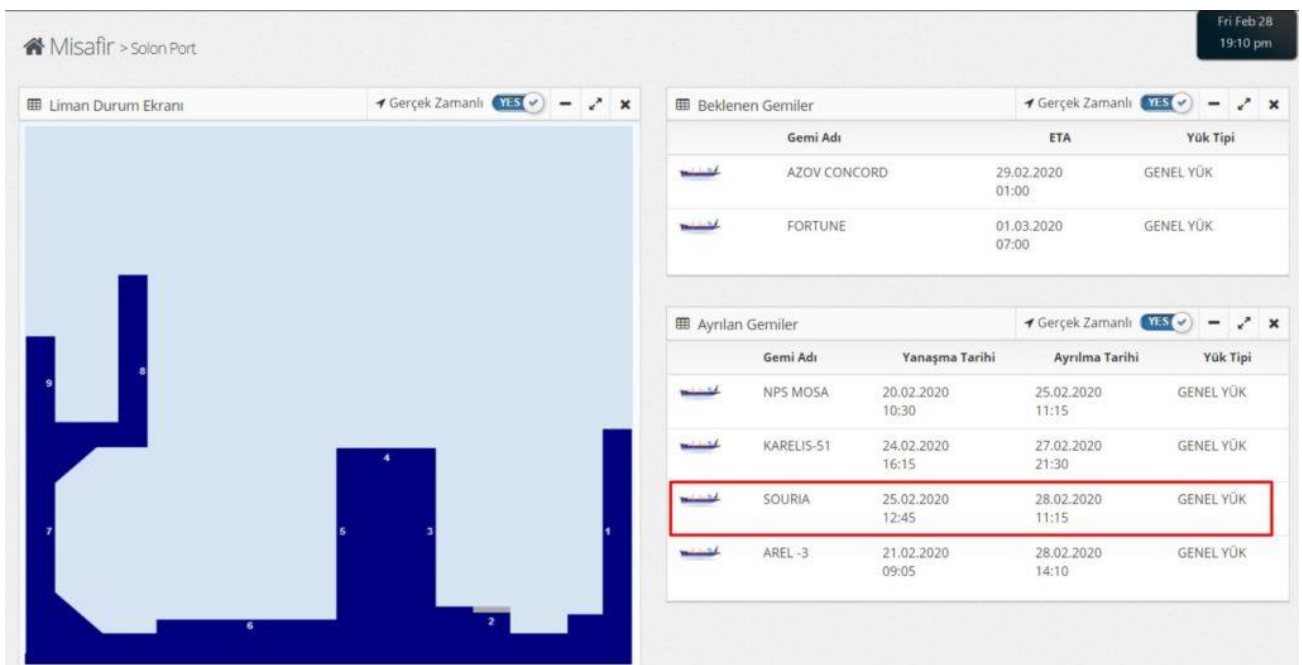 Fri Feb 28
19:10 pm
Misafir > Solon Port
Liman Durum Ekranı Gerçek Zamanlı YES
9
8
7
6
5
4
3
2
1
Beklenen Gemiler Gerçek Zamanlı YES
Gemi Adı ETA Yük Tipi
AZOV CONCORD 29.02.2020 01:00 GENEL YÜK
FORTUNE 01.03.2020 07:00 GENEL YÜK
Ayrılan Gemiler Gerçek Zamanlı YES
Gemi Adı Yanaşma Tarihi Ayrılma Tarihi Yük Tipi
NPS MOSA 20.02.2020 10:30 25.02.2020 11:15 GENEL YÜK
KARELIS-51 24.02.2020 16:15 27.02.2020 21:30 GENEL YÜK
SOURIA 25.02.2020 12:45 28.02.2020 11:15 GENEL YÜK
AREL -3 21.02.2020 09:05 28.02.2020 14:10 GENEL YÜK